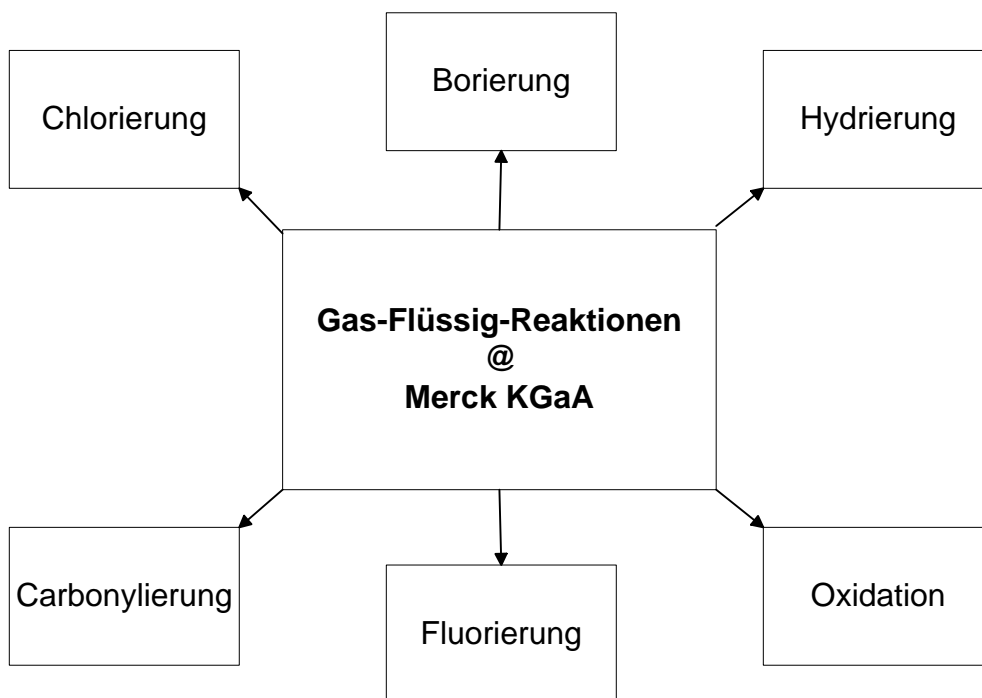 Borierung
Chlorierung
Hydrierung
Gas-Flüssig-Reaktionen
@
Merck KGaA
Carbonylierung
Oxidation
Fluorierung